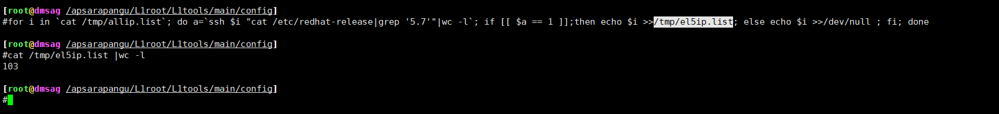 [root@dmsag /apsarapangu/L1root/L1tools/main/config]
#for i in `cat /tmp/allip.list`; do a=`ssh $i "cat /etc/redhat-release|grep '5.7'"|wc -l`; if [[ $a == 1 ]];then echo $i >>/tmp/el5ip.list; else echo $i >>/dev/null ; fi; done
[root@dmsag /apsarapangu/L1root/L1tools/main/config]
#cat /tmp/el5ip.list |wc -l
103
[root@dmsag /apsarapangu/L1root/L1tools/main/config]
#